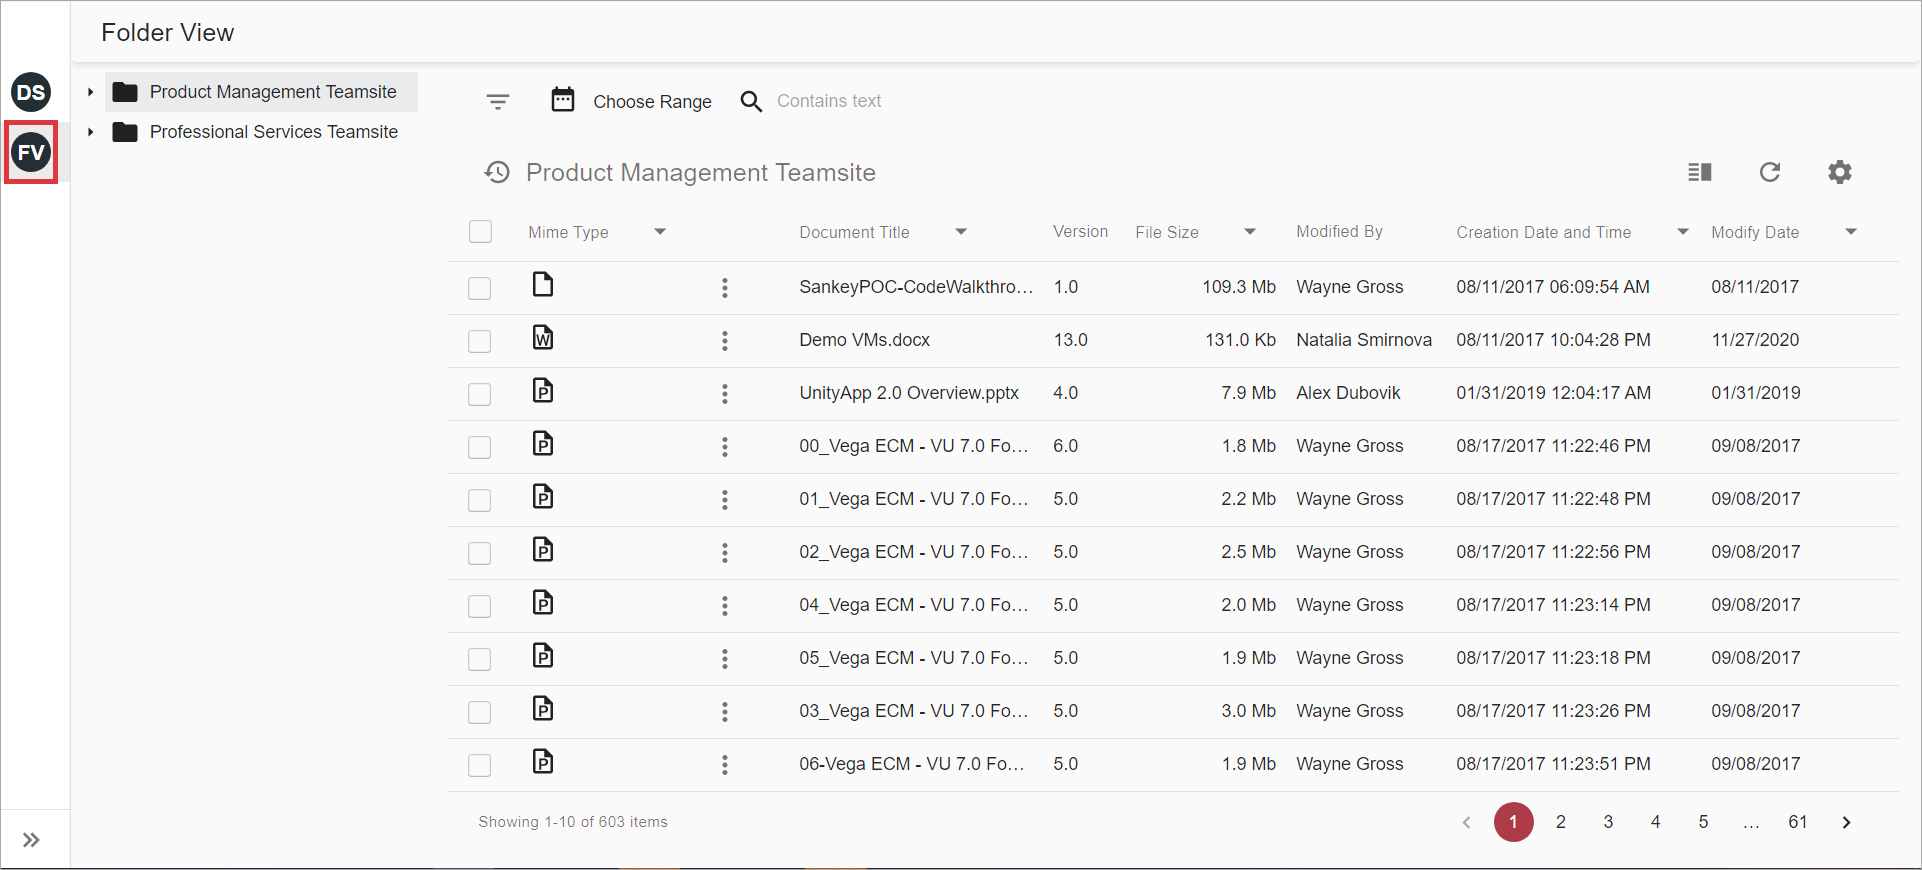 Folder View
DS
FV
Product Management Teamsite
Professional Services Teamsite
Choose Range Contains text
Product Management Teamsite
Mime Type Document Title Version File Size Modified By Creation Date and Time Modify Date
SankeyPOC-CodeWalkthro... 1.0 109.3 Mb Wayne Gross 08/11/2017 06:09:54 AM 08/11/2017
W Demo VMs.docx 13.0 131.0 Kb Natalia Smirnova 08/11/2017 10:04:28 PM 11/27/2020
P UnityApp 2.0 Overview.pptx 4.0 7.9 Mb Alex Dubovik 01/31/2019 12:04:17 AM 01/31/2019
P 00_Vega ECM - VU 7.0 Fo... 6.0 1.8 Mb Wayne Gross 08/17/2017 11:22:46 PM 09/08/2017
P 01_Vega ECM - VU 7.0 Fo... 5.0 2.2 Mb Wayne Gross 08/17/2017 11:22:48 PM 09/08/2017
P 02_Vega ECM - VU 7.0 Fo... 5.0 2.5 Mb Wayne Gross 08/17/2017 11:22:56 PM 09/08/2017
P 04_Vega ECM - VU 7.0 Fo... 5.0 2.0 Mb Wayne Gross 08/17/2017 11:23:14 PM 09/08/2017
P 05_Vega ECM - VU 7.0 Fo... 5.0 1.9 Mb Wayne Gross 08/17/2017 11:23:18 PM 09/08/2017
P 03_Vega ECM - VU 7.0 Fo... 5.0 3.0 Mb Wayne Gross 08/17/2017 11:23:26 PM 09/08/2017
P 06-Vega ECM - VU 7.0 Fo... 5.0 1.9 Mb Wayne Gross 08/17/2017 11:23:51 PM 09/08/2017
Showing 1-10 of 603 items 1 2 3 4 5 ... 61